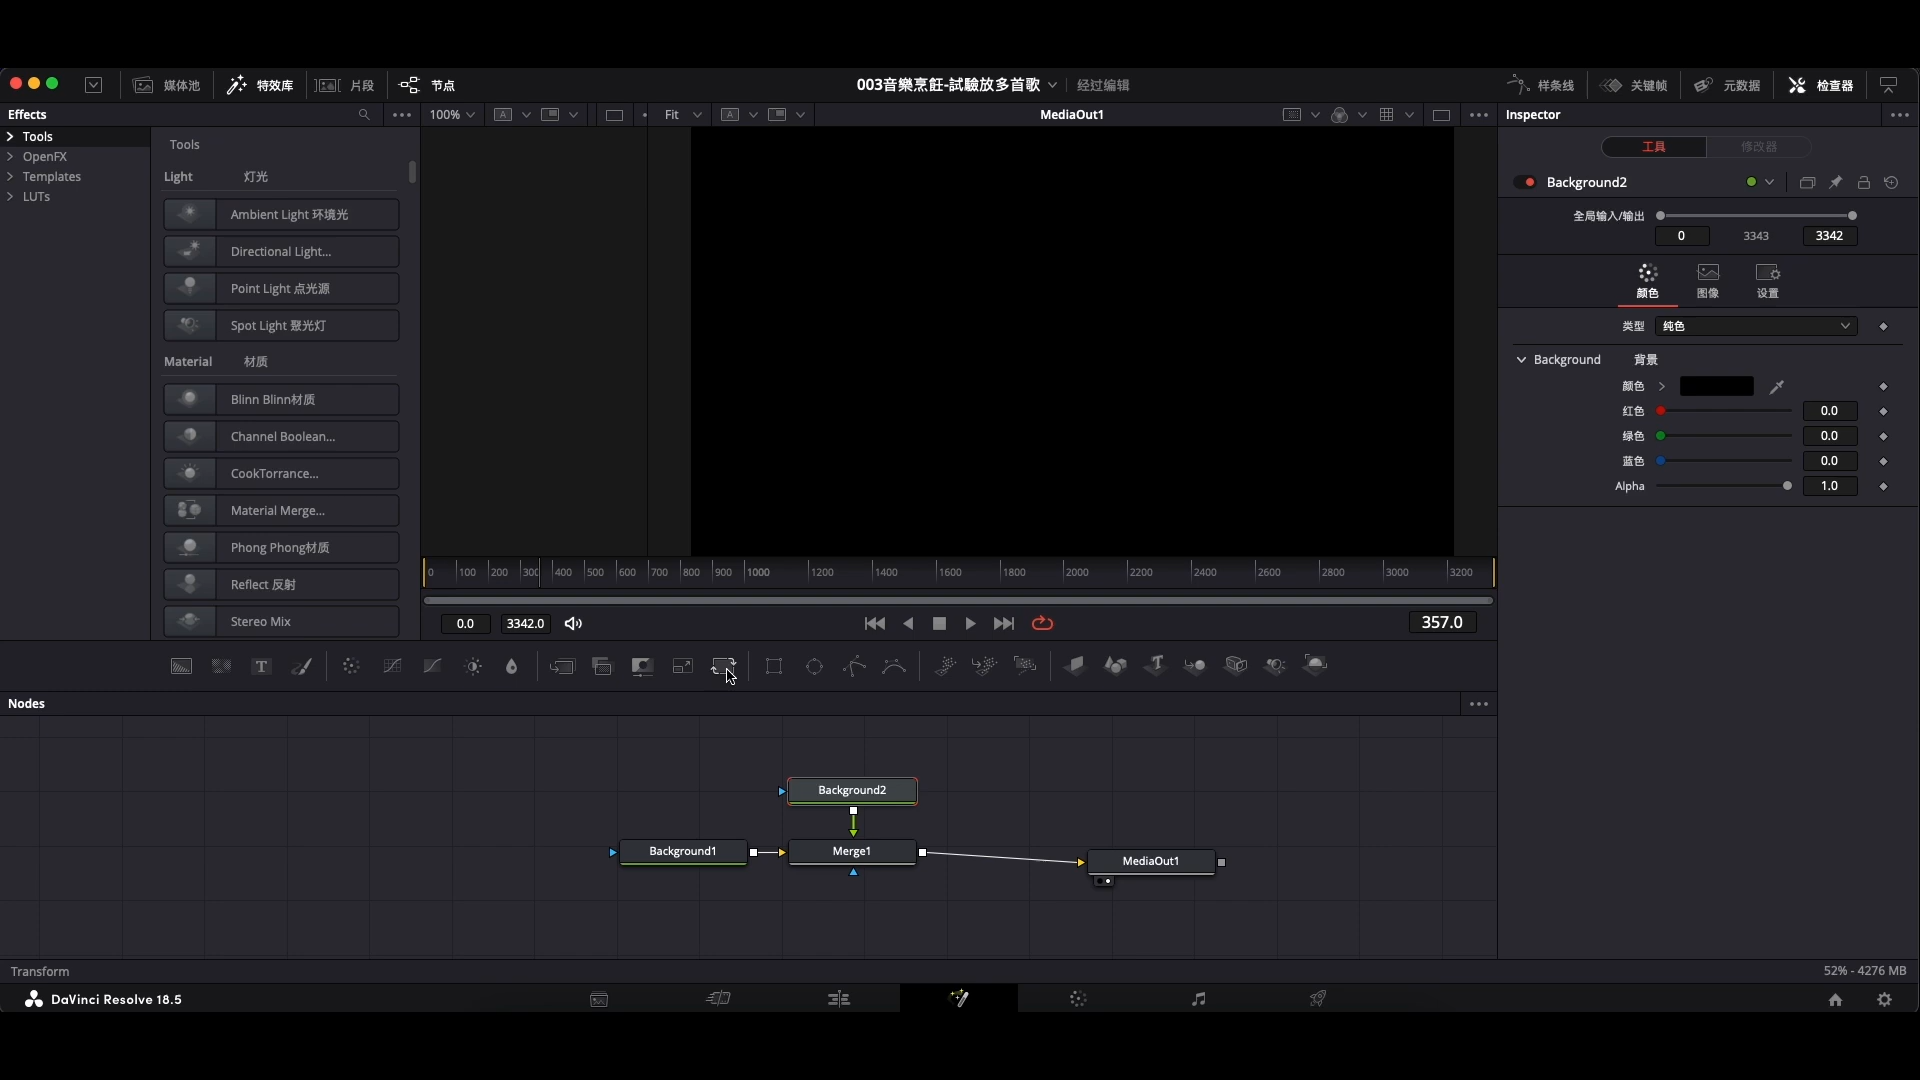 媒体池
特效库
片段
节点
003音樂烹飪-試驗放多首歌
经过编辑
样条线
关键帧
元数据
检查器
Effects
100%
Fit
MediaOut1
Inspector
Tools
OpenFX
Templates
LUTs
Tools
Light 灯光
Ambient Light 环境光
Directional Light...
Point Light 点光源
Spot Light 聚光灯
Material 材质
Blinn Blinn材质
Channel Boolean...
CookTorrance...
Material Merge...
Phong Phong材质
Reflect 反射
Stereo Mix
工具
修改器
Background2
全局输入/输出
0 3343 3342
颜色
图像
设置
类型 纯色
Background 背景
颜色
红色 0.0
绿色 0.0
蓝色 0.0
Alpha 1.0
0 100 200 300 400 500 600 700 800 900 1000 1200 1400 1600 1800 2000 2200 2400 2600 2800 3000 3200
0.0 3342.0
357.0
Nodes
Background2
Background1
Merge1
MediaOut1
Transform
52% - 4276 MB
DaVinci Resolve 18.5